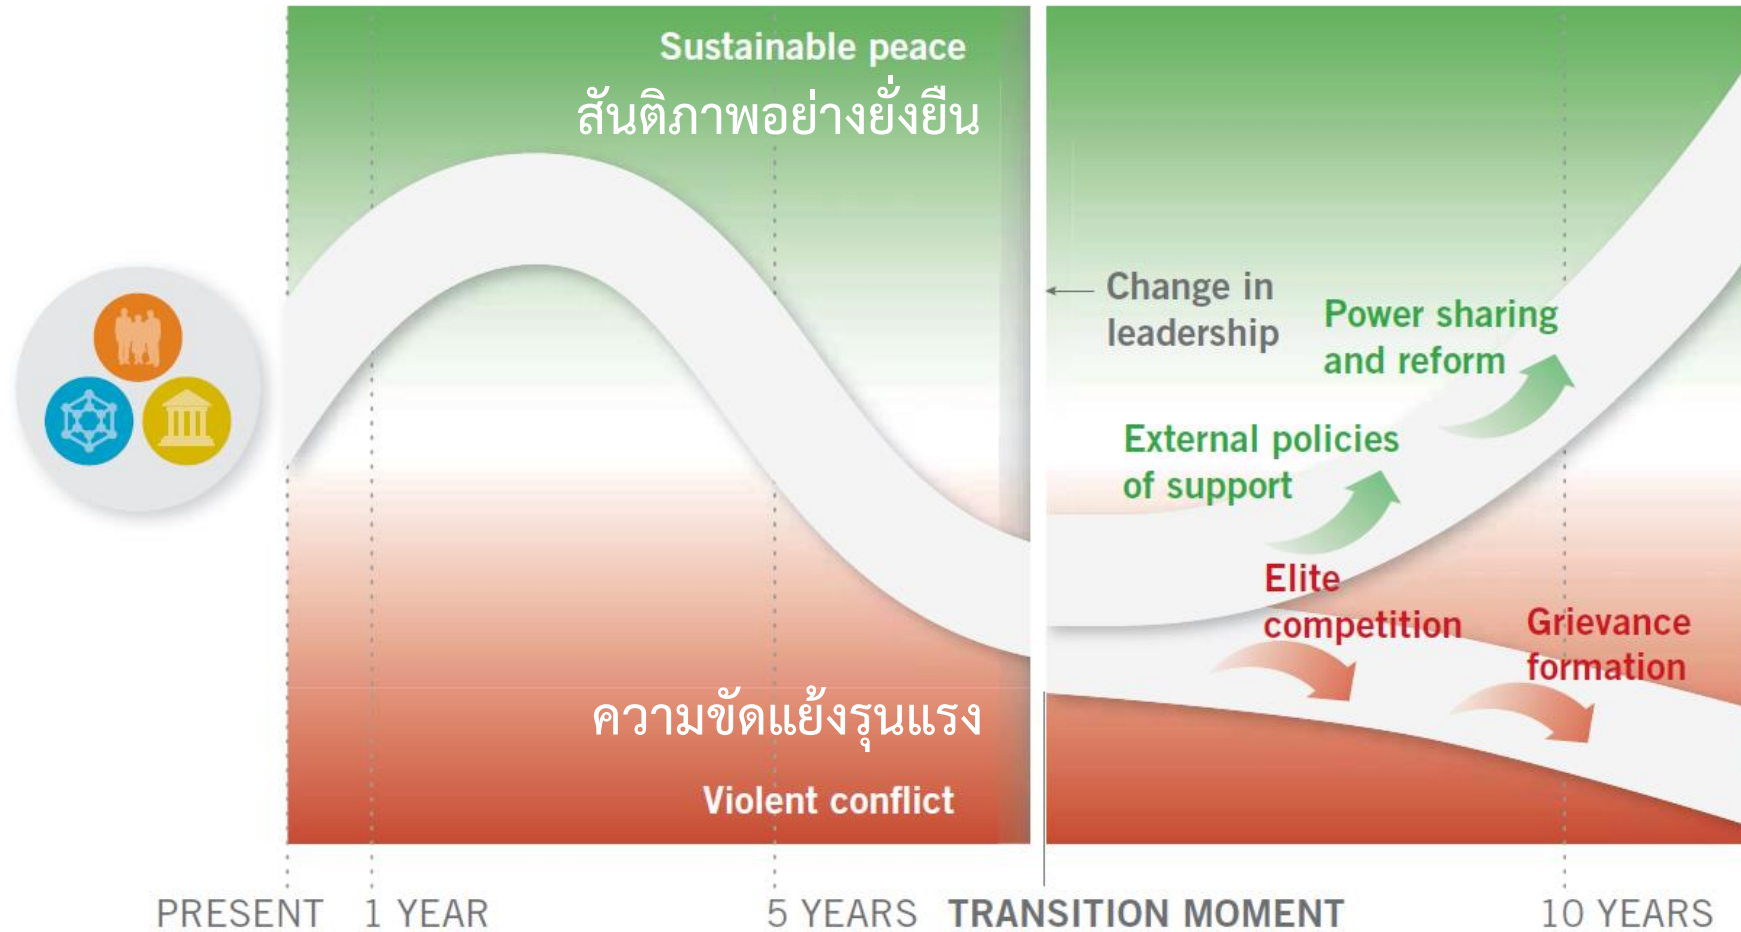 Sustainable peace
สันติภาพอย่างยั่งยืน
Change in
leadership
Power sharing
and reform
External policies
of support
Elite
competition
Grievance
formation
ความขัดแย้งรุนแรง
Violent conflict
PRESENT
1 YEAR
5 YEARS
TRANSITION MOMENT
10 YEARS